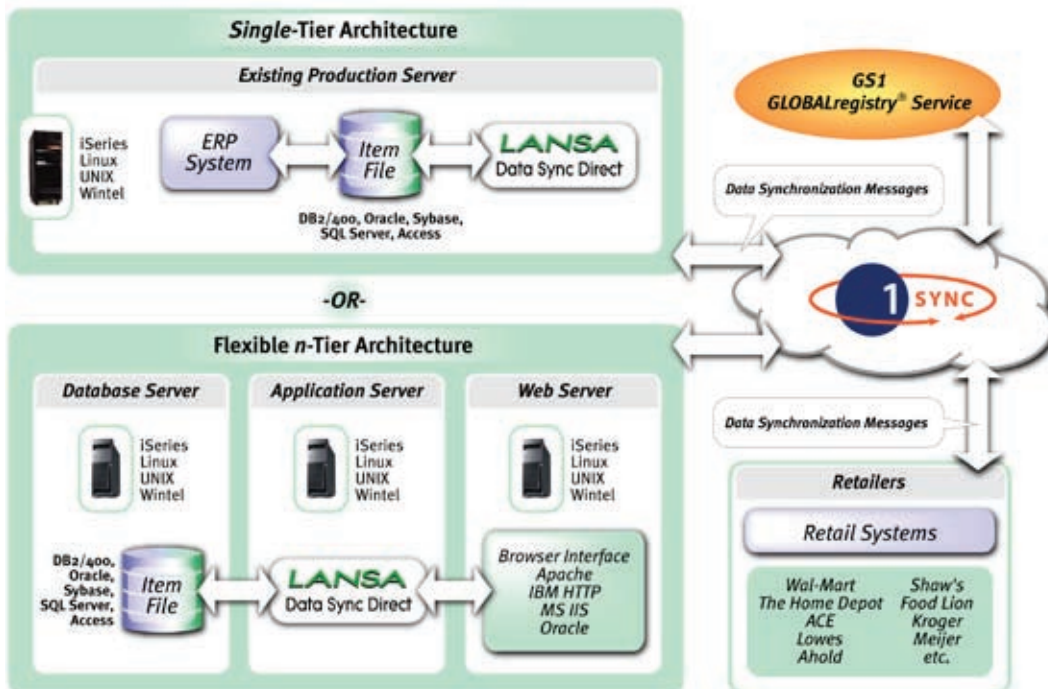 Single-Tier Architecture
Existing Production Server
iSeries
Linux
UNIX
Wintel
ERP
System
Item
File
LANSA
Data Sync Direct
DB2/400, Oracle, Sybase,
SQL Server, Access
-OR-
Flexible n-Tier Architecture
Database Server
iSeries
Linux
UNIX
Wintel
DB2/400,
Oracle,
Sybase,
SQL Server,
Access
Item
File
Application Server
iSeries
Linux
UNIX
Wintel
LANSA
Data Sync Direct
Web Server
iSeries
Linux
UNIX
Wintel
Browser Interface
Apache
IBM HTTP
MS IIS
Oracle
GS1
GLOBALregistry® Service
Data Synchronization Messages
1 SYNC
Data Synchronization Messages
Retailers
Retail Systems
Wal-Mart
The Home Depot
ACE
Lowes
Ahold
Shaw's
Food Lion
Kroger
Meijer
etc.